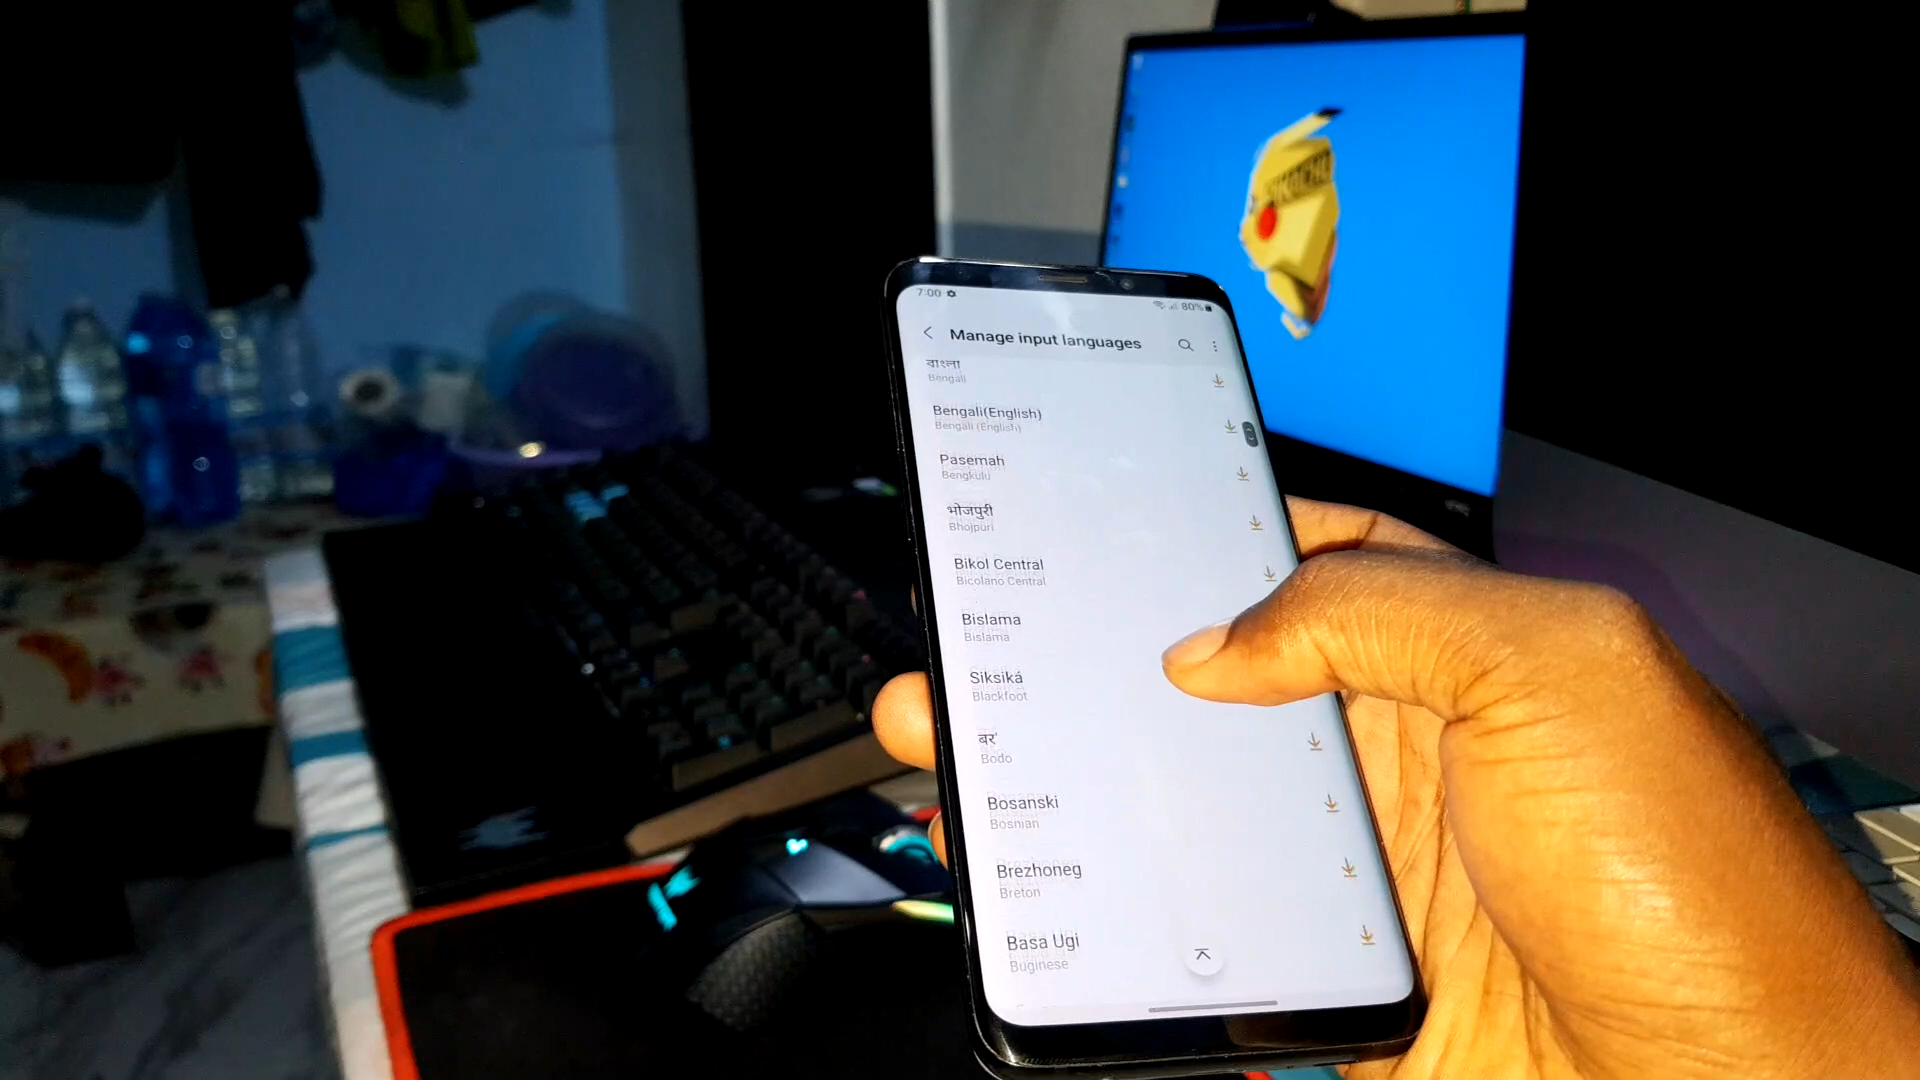 7:00
80%
Manage input languages
বাংলা
Bengali
Bengali(English)
Bengali (English)
Pasemah
Bengkulu
भोजपुरी
Bhojpuri
Bikol Central
Bicolano Central
Bislama
Bislama
Siksiká
Blackfoot
बर'
Bodo
Bosanski
Bosnian
Brezhoneg
Breton
Basa Ugi
Buginese